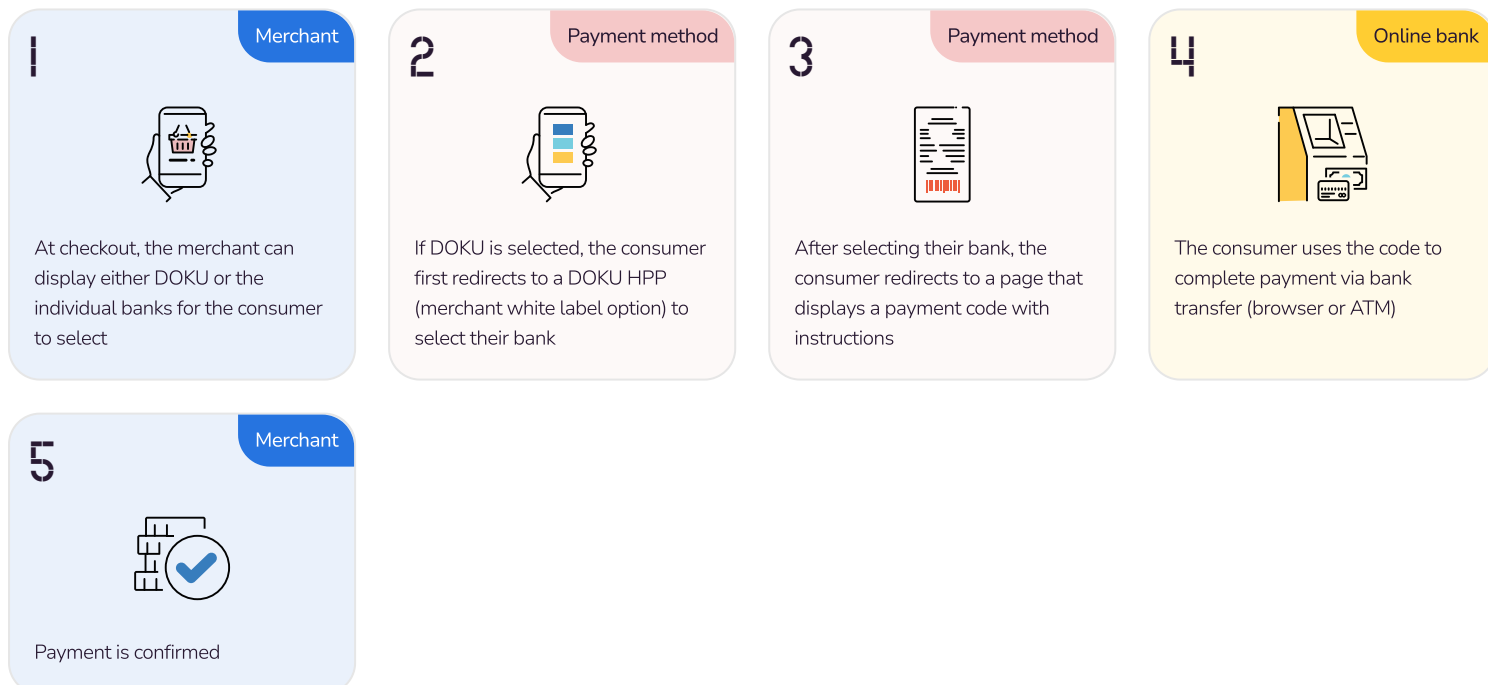 1
Merchant
At checkout, the merchant can
display either DOKU or the
individual banks for the consumer
to select
2
Payment method
If DOKU is selected, the consumer
first redirects to a DOKU HPP
(merchant white label option) to
select their bank
3
Payment method
After selecting their bank, the
consumer redirects to a page that
displays a payment code with
instructions
4
Online bank
The consumer uses the code to
complete payment via bank
transfer (browser or ATM)
5
Merchant
Payment is confirmed